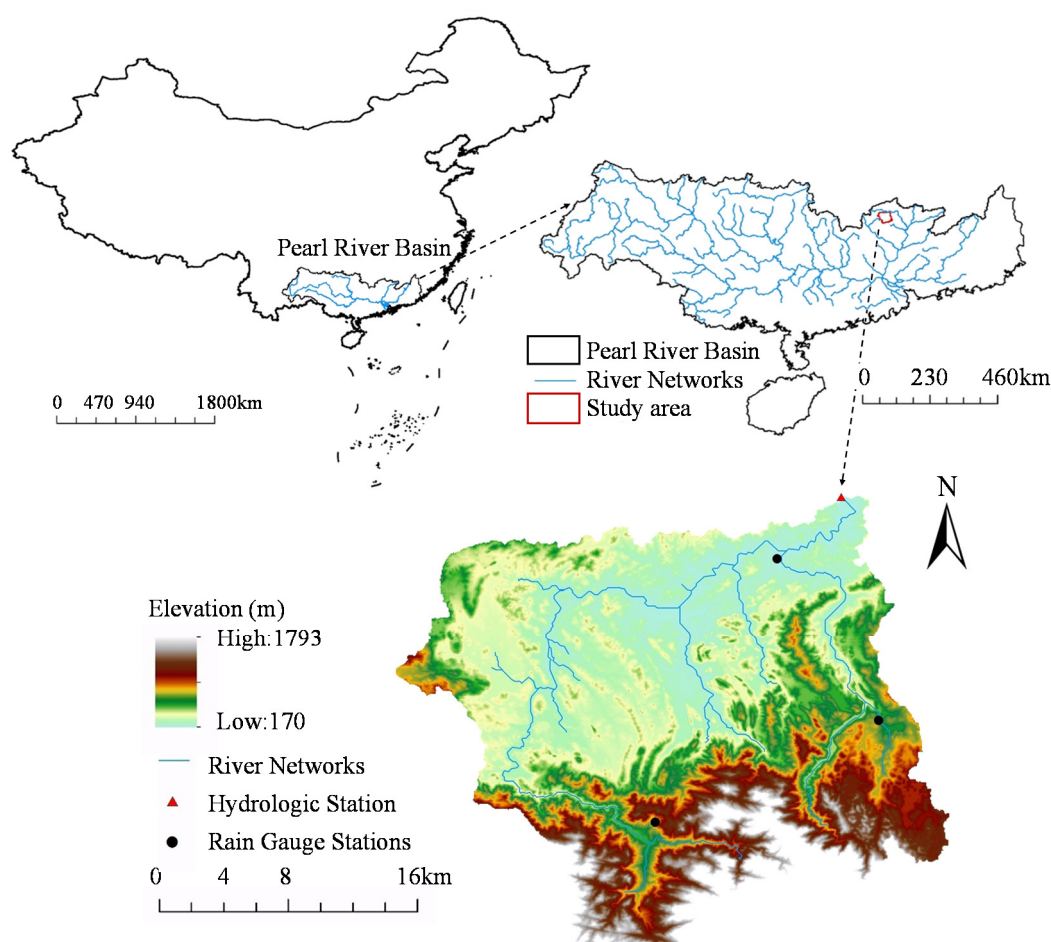 Pearl River Basin
0 470 940 1800km
Pearl River Basin
River Networks
Study area
0 230 460km
N
Elevation (m)
High:1793
Low:170
River Networks
Hydrologic Station
Rain Gauge Stations
0 4 8 16km